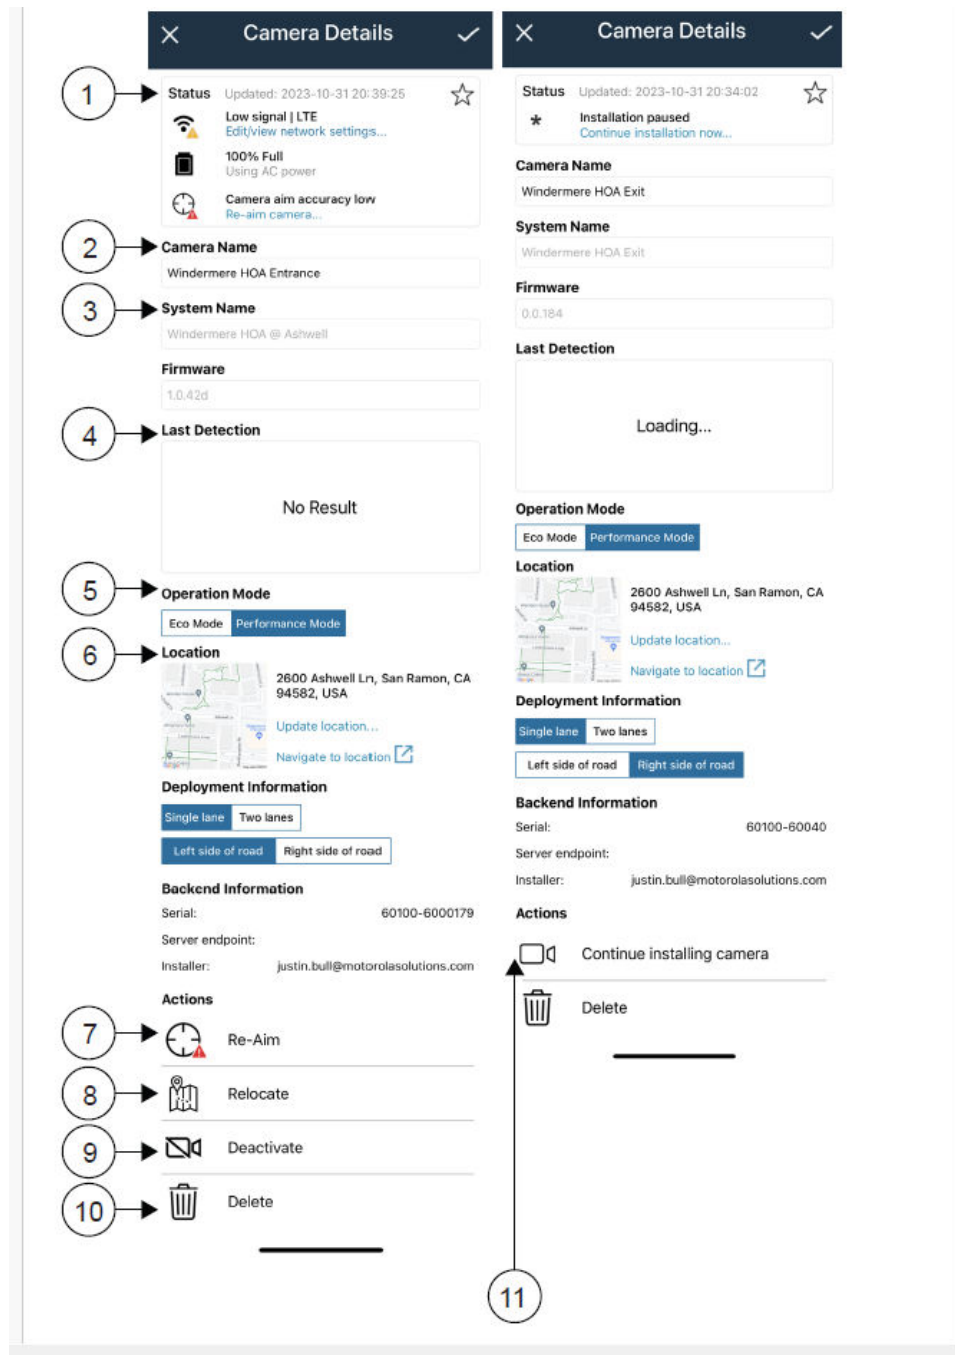 Camera Details
1
Status Updated: 2023-10-31 20:39:25
Low signal | LTE
Edit/view network settings...
100% Full
Using AC power
Camera aim accuracy low
Re-aim camera...
2
Camera Name
Windermere HOA Entrance
3
System Name
Windermere HOA @ Ashwell
Firmware
1.0.42d
4
Last Detection
No Result
5
Operation Mode
Eco Mode Performance Mode
6
Location
2600 Ashwell Ln, San Ramon, CA
94582, USA
Update location...
Navigate to location
Deployment Information
Single lane Two lanes
Left side of road Right side of road
Backend Information
Serial: 60100-6000179
Server endpoint:
Installer: justin.bull@motorolasolutions.com
Actions
7
Re-Aim
8
Relocate
9
Deactivate
10
Delete
Camera Details
Status Updated: 2023-10-31 20:34:02
Installation paused
Continue installation now...
Camera Name
Windermere HOA Exit
System Name
Windermere HOA Exit
Firmware
0.0.184
Last Detection
Loading...
Operation Mode
Eco Mode Performance Mode
Location
2600 Ashwell Ln, San Ramon, CA
94582, USA
Update location...
Navigate to location
Deployment Information
Single lane Two lanes
Left side of road Right side of road
Backend Information
Serial: 60100-60040
Server endpoint:
Installer: justin.bull@motorolasolutions.com
Actions
Continue installing camera
Delete
11